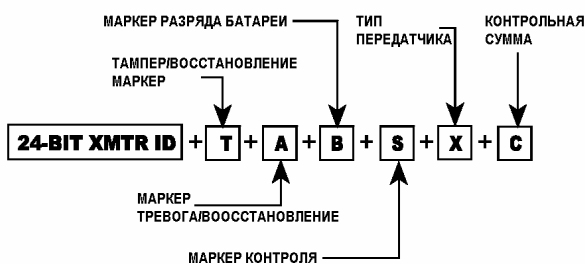 МАРКЕР РАЗРЯДА БАТАРЕИ
ТИП
ПЕРЕДАТЧИКА
КОНТРОЛЬНАЯ
СУММА
ТАМПЕР/ВОССТАНОВЛЕНИЕ
МАРКЕР
24-BIT XMTR ID + T + A + B + S + X + C
МАРКЕР
ТРЕВОГА/ВООССТАНОВЛЕНИЕ
МАРКЕР КОНТРОЛЯ